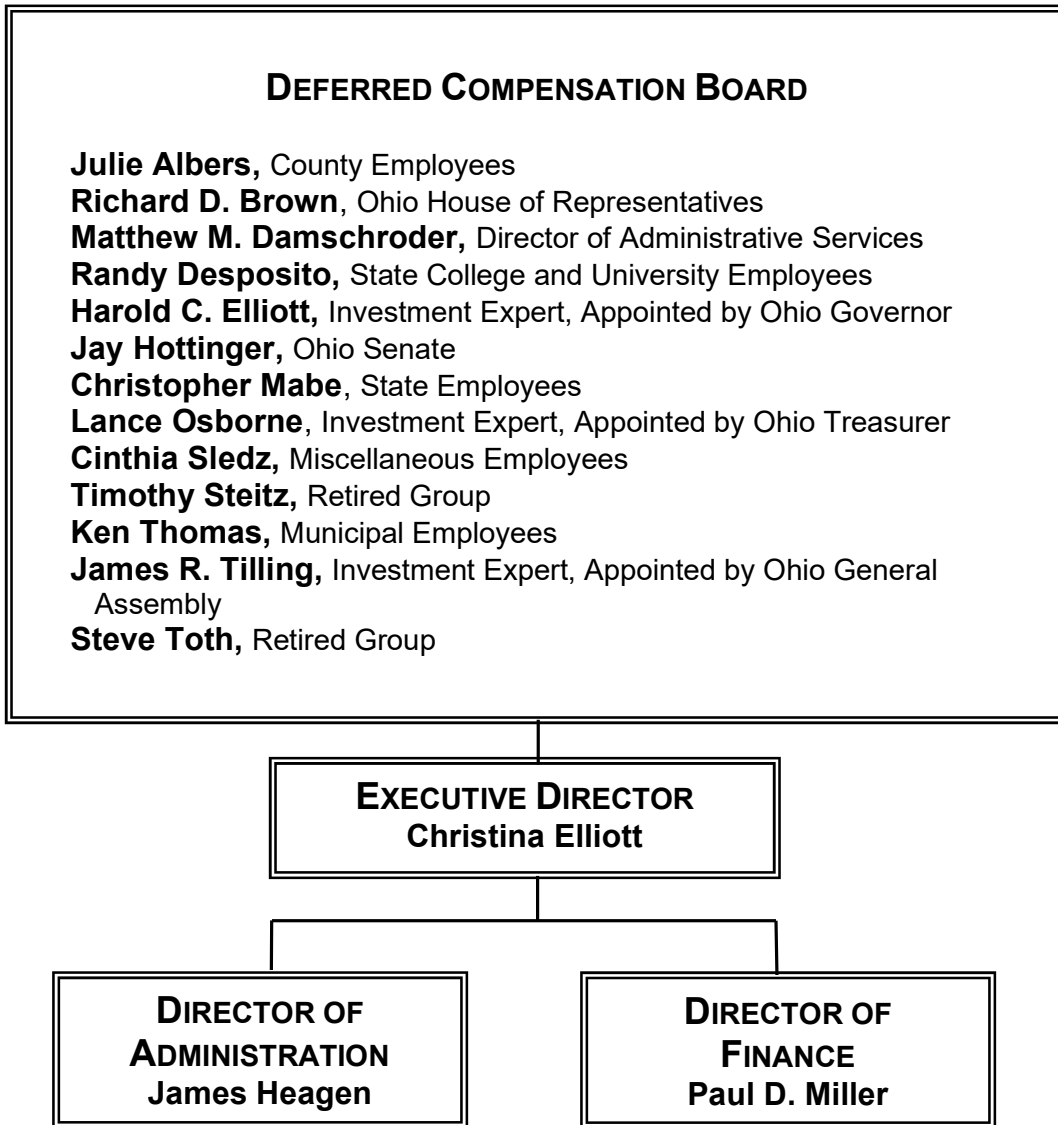 DEFERRED COMPENSATION BOARD
Julie Albers, County Employees
Richard D. Brown, Ohio House of Representatives
Matthew M. Damschroder, Director of Administrative Services
Randy Desposito, State College and University Employees
Harold C. Elliott, Investment Expert, Appointed by Ohio Governor
Jay Hottinger, Ohio Senate
Christopher Mabe, State Employees
Lance Osborne, Investment Expert, Appointed by Ohio Treasurer
Cinthia Sledz, Miscellaneous Employees
Timothy Steitz, Retired Group
Ken Thomas, Municipal Employees
James R. Tilling, Investment Expert, Appointed by Ohio General
Assembly
Steve Toth, Retired Group
EXECUTIVE DIRECTOR
Christina Elliott
DIRECTOR OF
ADMINISTRATION
James Heagen
DIRECTOR OF
FINANCE
Paul D. Miller